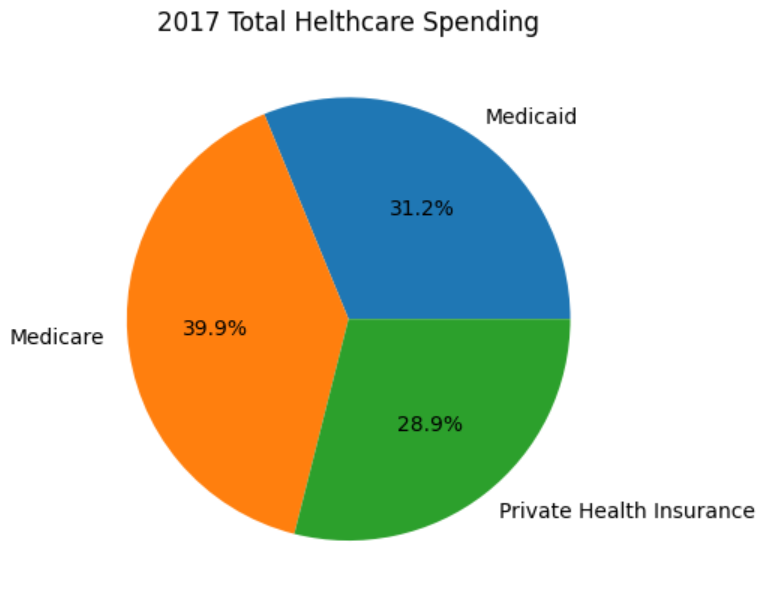 2017 Total Helthcare Spending
Medicaid
31.2%
39.9%
Medicare
28.9%
Private Health Insurance